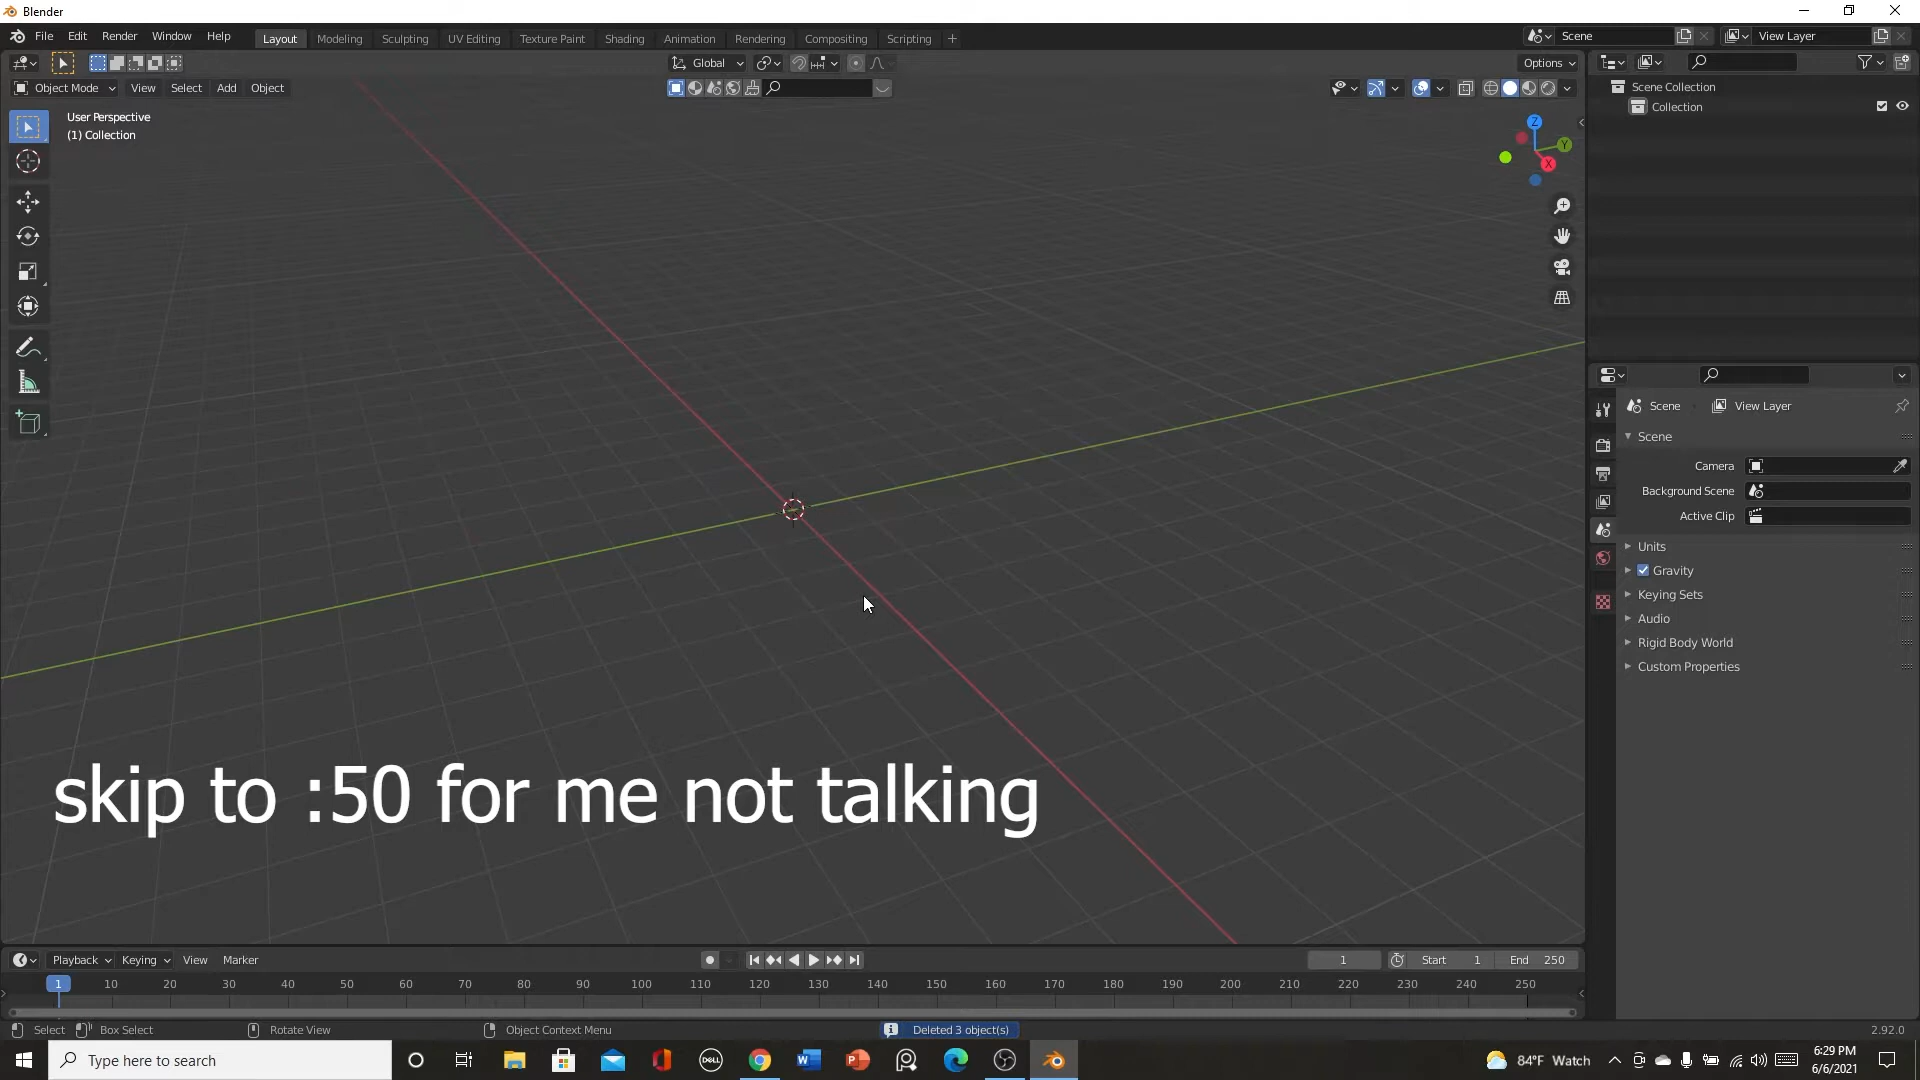 Blender
File Edit Render Window Help
Layout Modeling Sculpting UV Editing Texture Paint Shading Animation Rendering Compositing Scripting +
Scene
View Layer
Global
Options
Object Mode View Select Add Object
User Perspective
(1) Collection
Z
Y
X
Scene Collection
Collection
Scene View Layer
Scene
Camera
Background Scene
Active Clip
Units
Gravity
Keying Sets
Audio
Rigid Body World
Custom Properties
skip to :50 for me not talking
Playback Keying View Marker
1 Start 1 End 250
1 10 20 30 40 50 60 70 80 90 100 110 120 130 140 150 160 170 180 190 200 210 220 230 240 250
Select Box Select Rotate View Object Context Menu Deleted 3 object(s) 2.92.0
Type here to search
DELL
84°F Watch
6:29 PM
6/6/2021